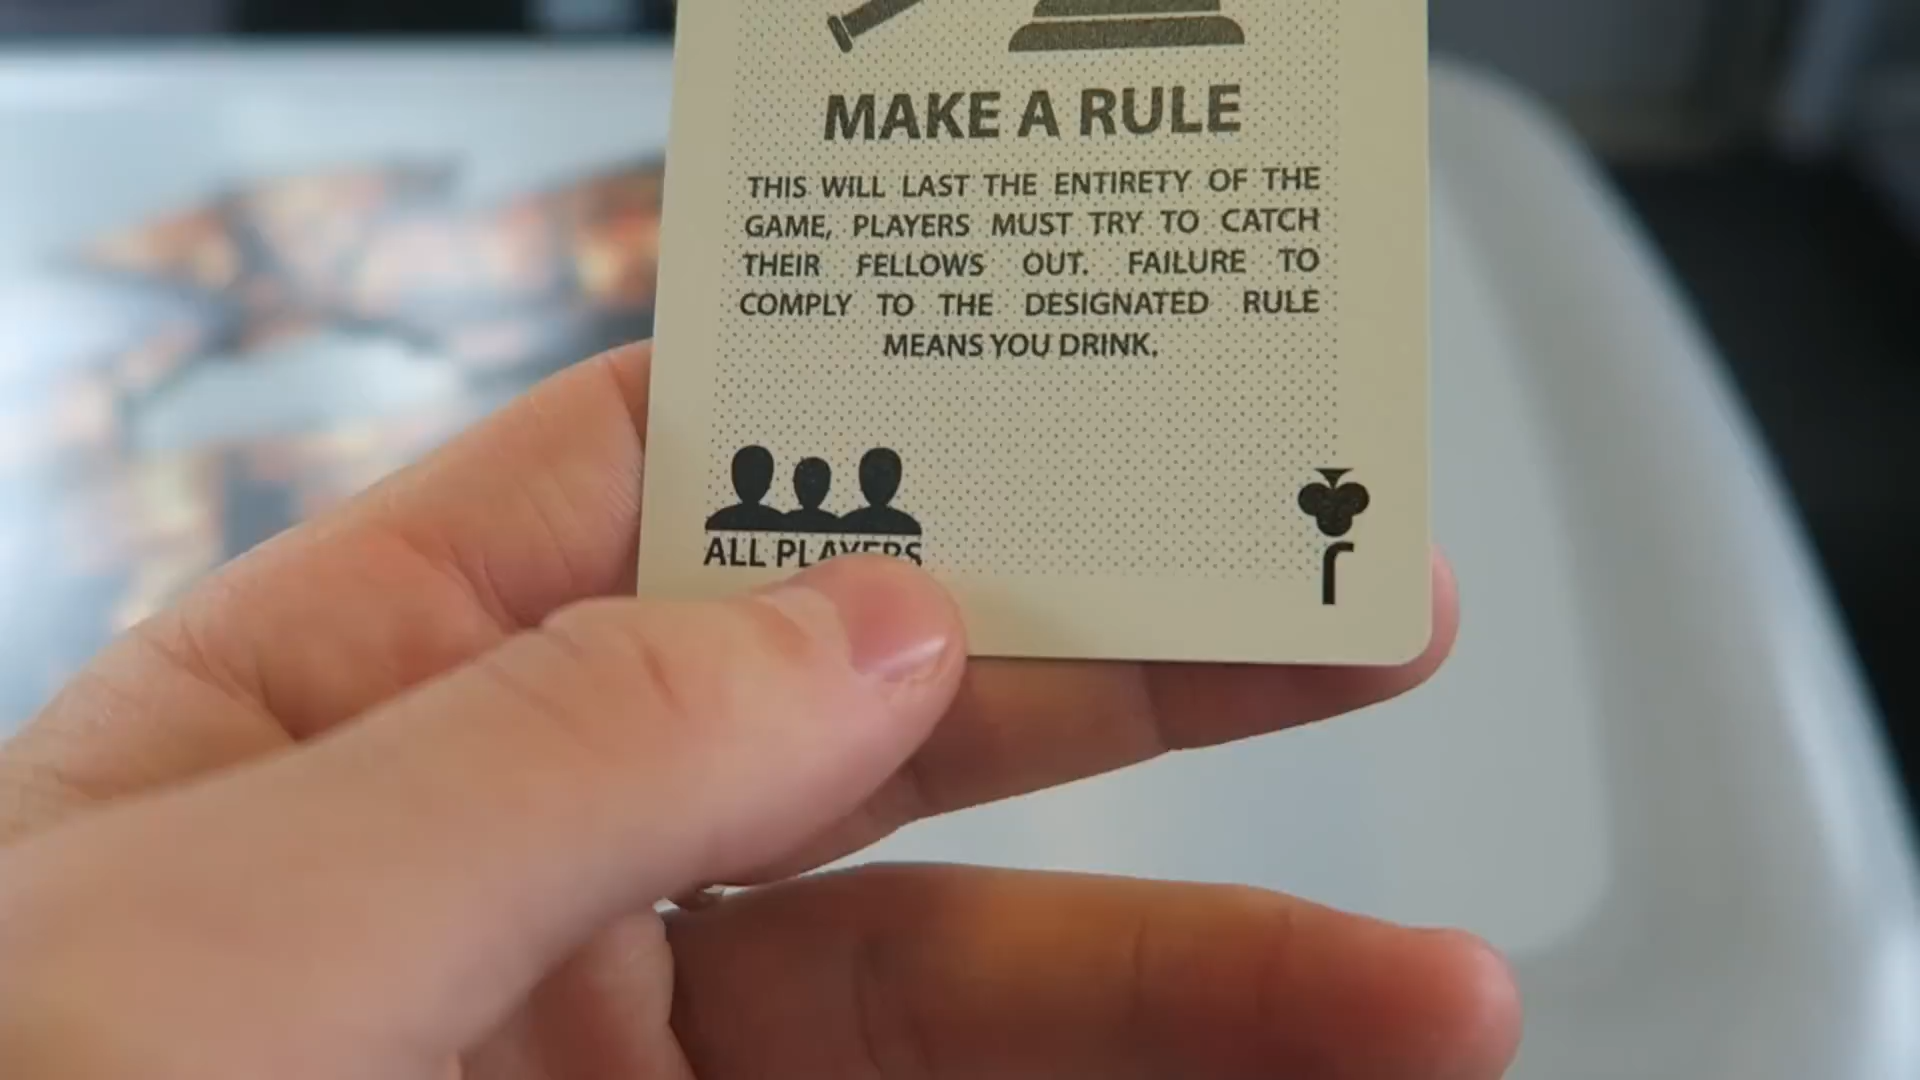 MAKE A RULE
THIS WILL LAST THE ENTIRETY OF THE
GAME, PLAYERS MUST TRY TO CATCH
THEIR FELLOWS OUT. FAILURE TO
COMPLY TO THE DESIGNATED RULE
MEANS YOU DRINK.
ALL PLAYERS
J